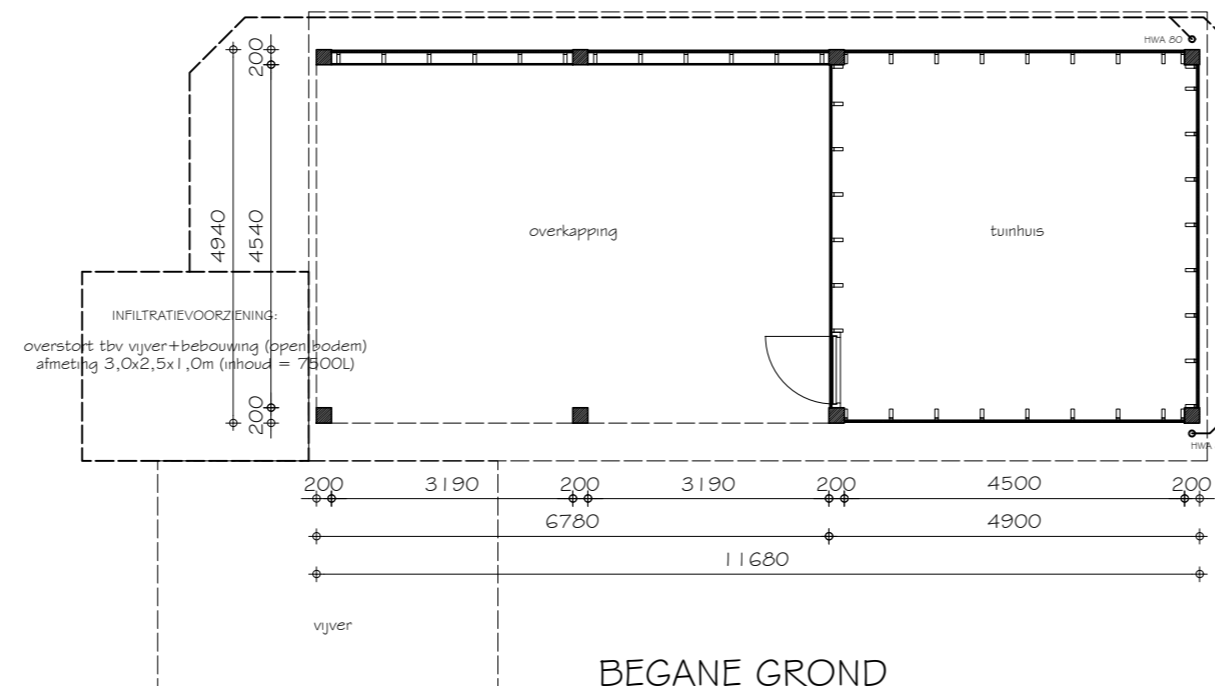 HWA 80
200
4940
4540
overkapping
tuinhuis
INFILTRATIEVOORZIENING:
overstort tbv vijver+bebouwing (open bodem)
afmeting 3,0x2,5x1,0m (inhoud = 7500L)
200
HWA
200 3190 200 3190 200 4500 200
6780 4900
11680
vijver
BEGANE GROND